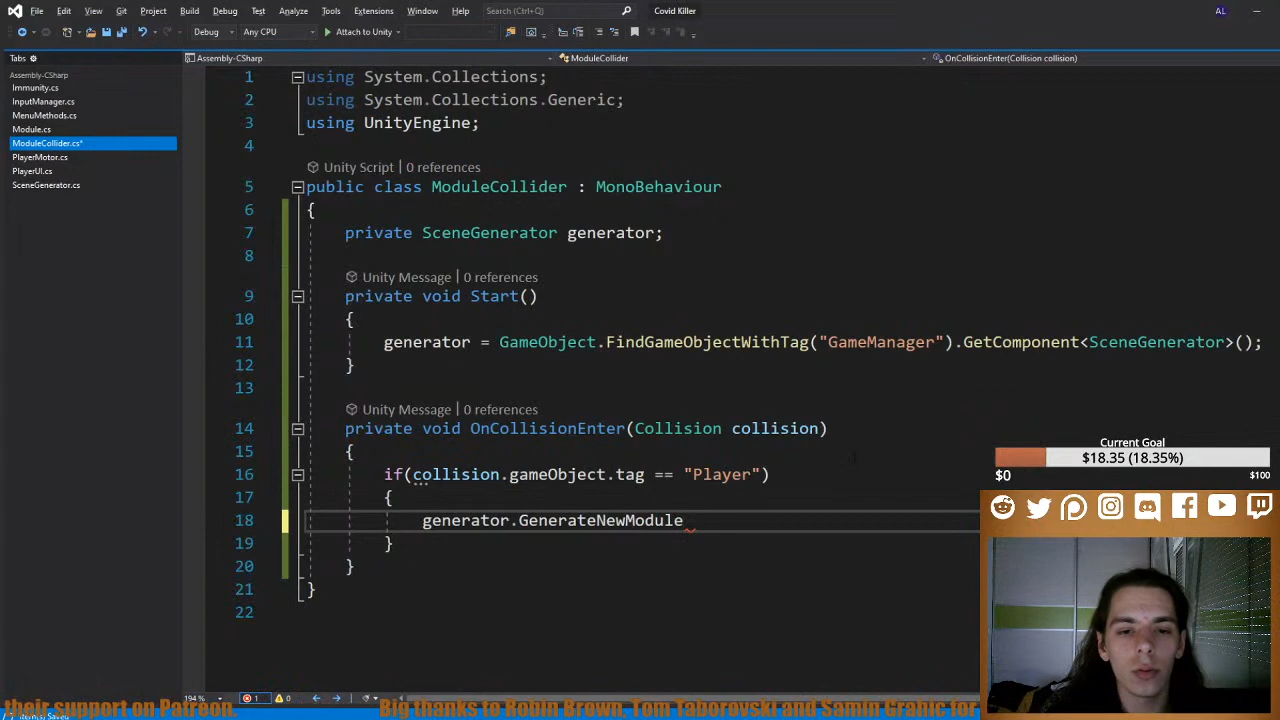 File Edit View Git Project Build Debug Test Analyze Tools Extensions Window Help Search (Ctrl+Q) Covid Killer AL
Debug Any CPU Attach to Unity
Tabs Assembly-CSharp ModuleCollider OnCollisionEnter(Collision collision)
Assembly-CSharp
Immunity.cs
InputManager.cs
MenuMethods.cs
Module.cs
ModuleCollider.cs*
PlayerMotor.cs
PlayerUI.cs
SceneGenerator.cs
1 using System.Collections;
2 using System.Collections.Generic;
3 using UnityEngine;
4
Unity Script | 0 references
5 public class ModuleCollider : MonoBehaviour
6 {
7 private SceneGenerator generator;
8
Unity Message | 0 references
9 private void Start()
10 {
11 generator = GameObject.FindGameObjectWithTag("GameManager").GetComponent<SceneGenerator>();
12 }
13
Unity Message | 0 references
14 private void OnCollisionEnter(Collision collision)
15 {
16 if(collision.gameObject.tag == "Player")
17 {
18 generator.GenerateNewModule
19 }
20 }
21 }
22
Current Goal
$18.35 (18.35%)
$0 $100
194 % 1 0
their support on Patreon. Big thanks to Robin Brown, Tom Taborovski and Samin Grahic for